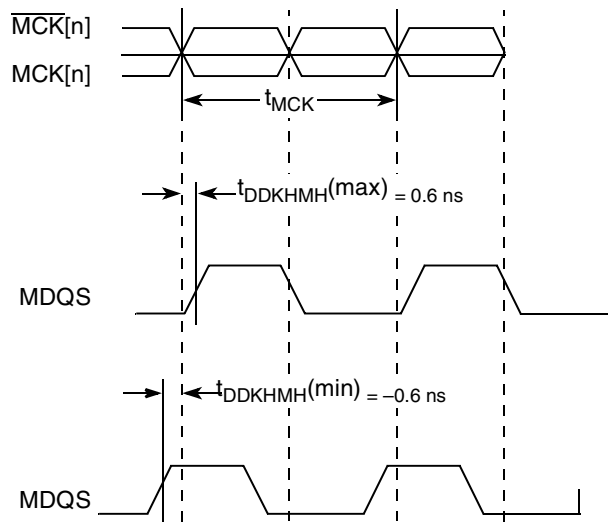 MCK[n]
MCK[n]
tMCK
tDDKHMH(max) = 0.6 ns
MDQS
tDDKHMH(min) = –0.6 ns
MDQS